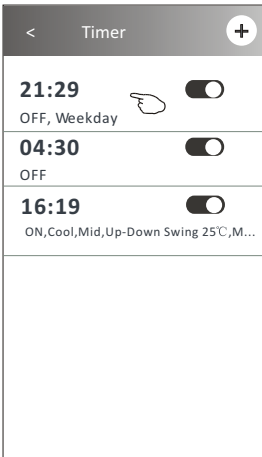 < Timer +
21:29
OFF, Weekday
04:30
OFF
16:19
ON,Cool,Mid,Up-Down Swing 25℃,M...